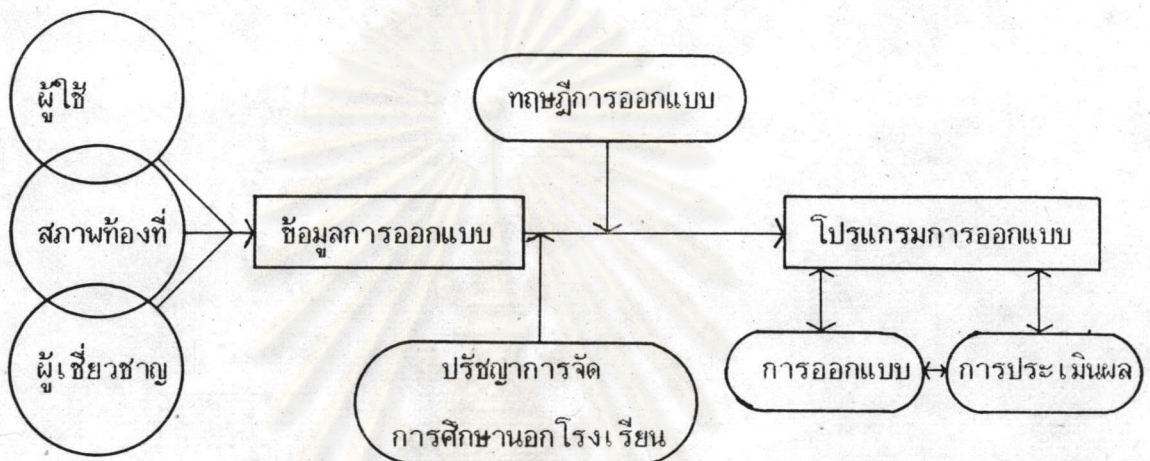 ผู้ใช้
ทฤษฎีการออกแบบ
สภาพท้องที่
ข้อมูลการออกแบบ
โปรแกรมการออกแบบ
ผู้เชี่ยวชาญ
ปรัชญาการจัด
การศึกษานอกโรงเรียน
การออกแบบ
การประเมินผล